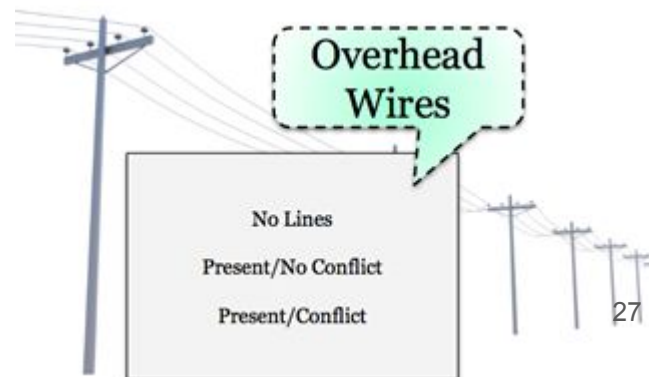 Overhead
Wires
No Lines
Present/No Conflict
Present/Conflict
27